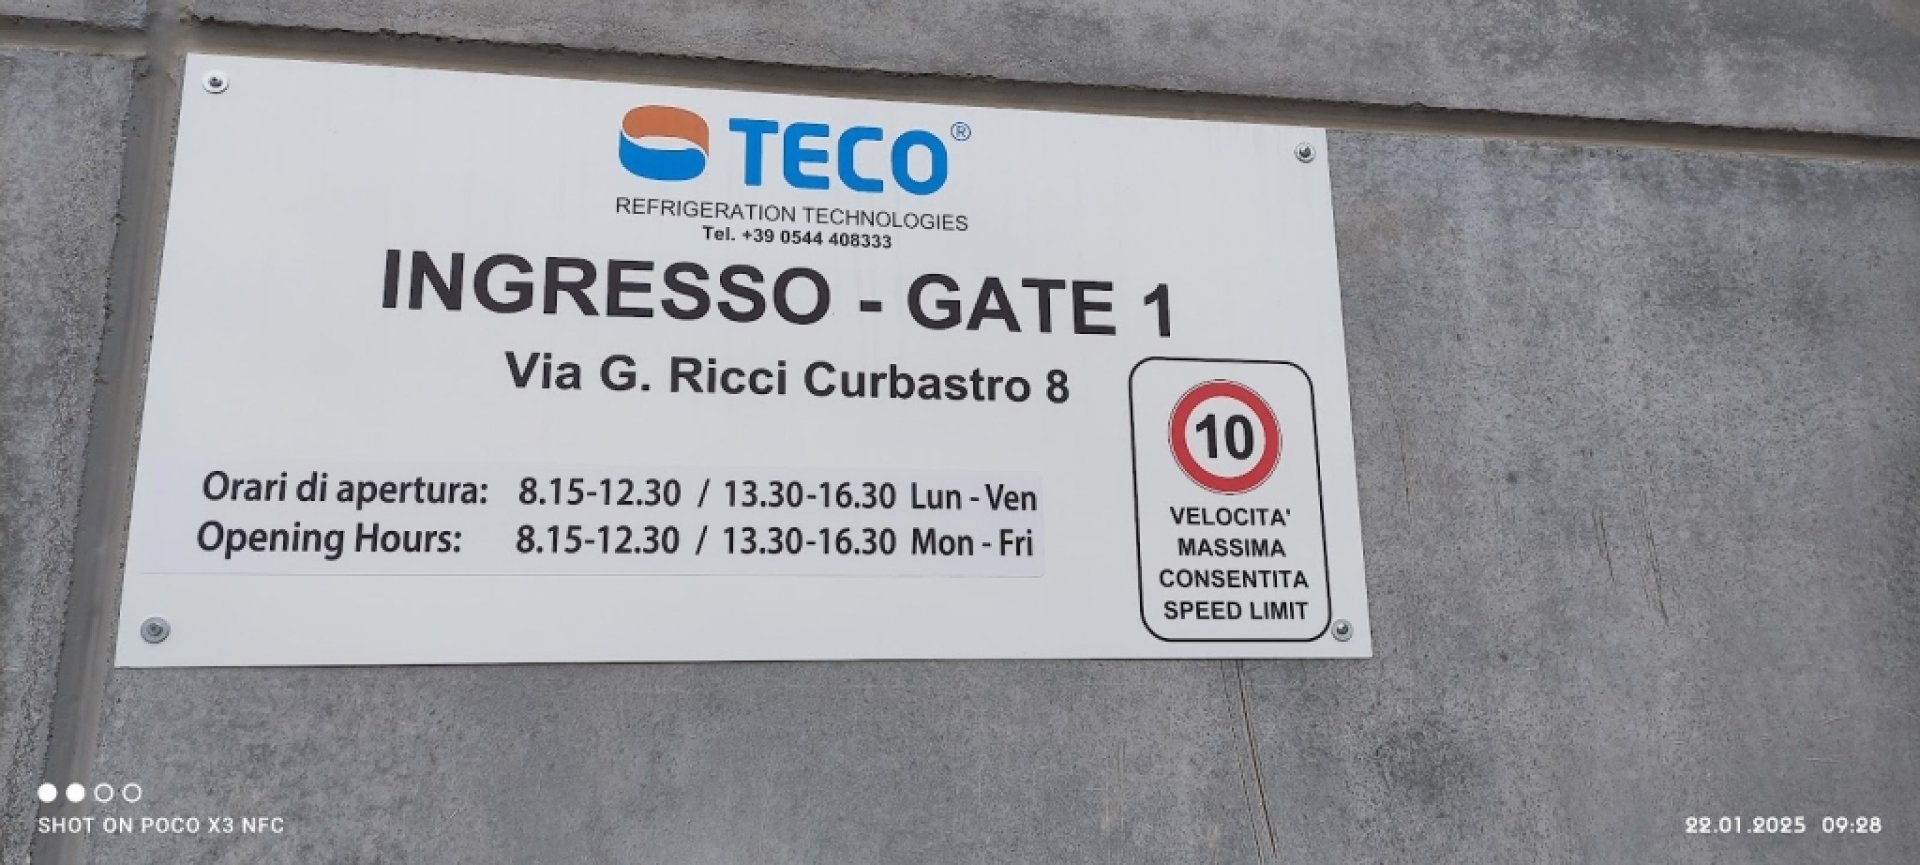 TECO®
REFRIGERATION TECHNOLOGIES
Tel. +39 0544 408333
INGRESSO - GATE 1
Via G. Ricci Curbastro 8
Orari di apertura: 8.15-12.30 / 13.30-16.30 Lun - Ven
Opening Hours: 8.15-12.30 / 13.30-16.30 Mon - Fri
10
VELOCITA'
MASSIMA
CONSENTITA
SPEED LIMIT
SHOT ON POCO X3 NFC
22.01.2025 09:28